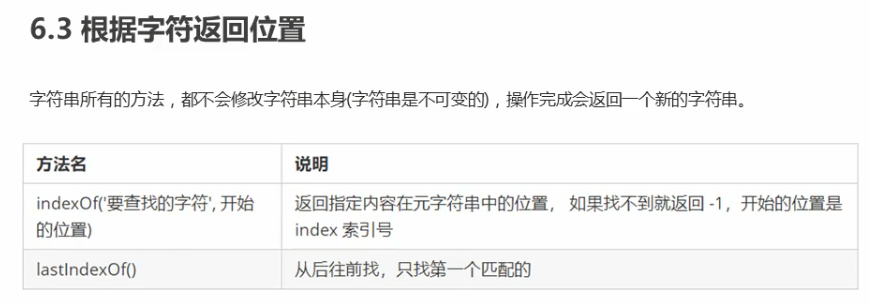 6.3 根据字符返回位置
字符串所有的方法，都不会修改字符串本身(字符串是不可变的)，操作完成会返回一个新的字符串。
方法名
说明
indexOf('要查找的字符', 开始
的位置)
返回指定内容在元字符串中的位置， 如果找不到就返回 -1，开始的位置是
index 索引号
lastIndexOf()
从后往前找，只找第一个匹配的